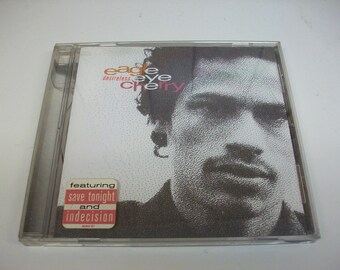 eagle
desireless eye
cherry
featuring
save tonight
and
indecision